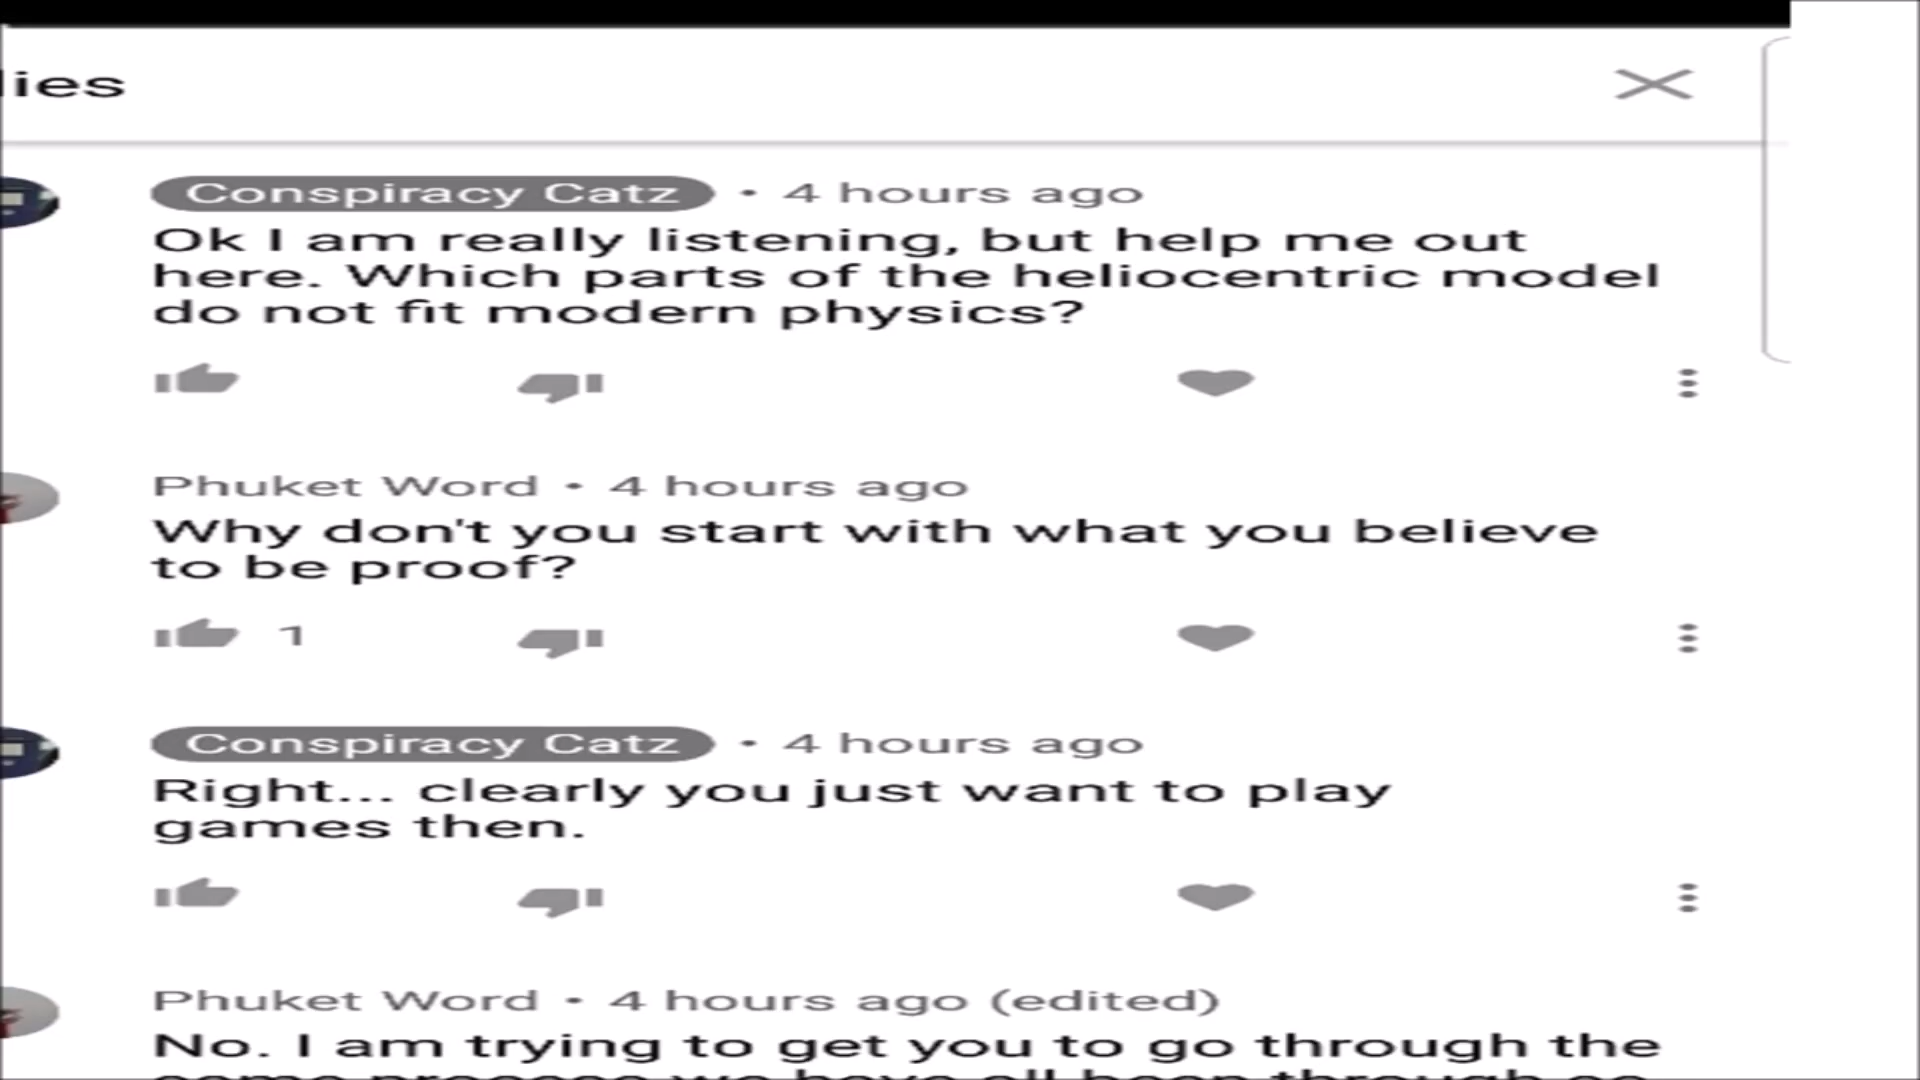 lies
Conspiracy Catz • 4 hours ago
Ok I am really listening, but help me out
here. Which parts of the heliocentric model
do not fit modern physics?
Phuket Word • 4 hours ago
Why don't you start with what you believe
to be proof?
1
Conspiracy Catz • 4 hours ago
Right... clearly you just want to play
games then.
Phuket Word • 4 hours ago (edited)
No. I am trying to get you to go through the